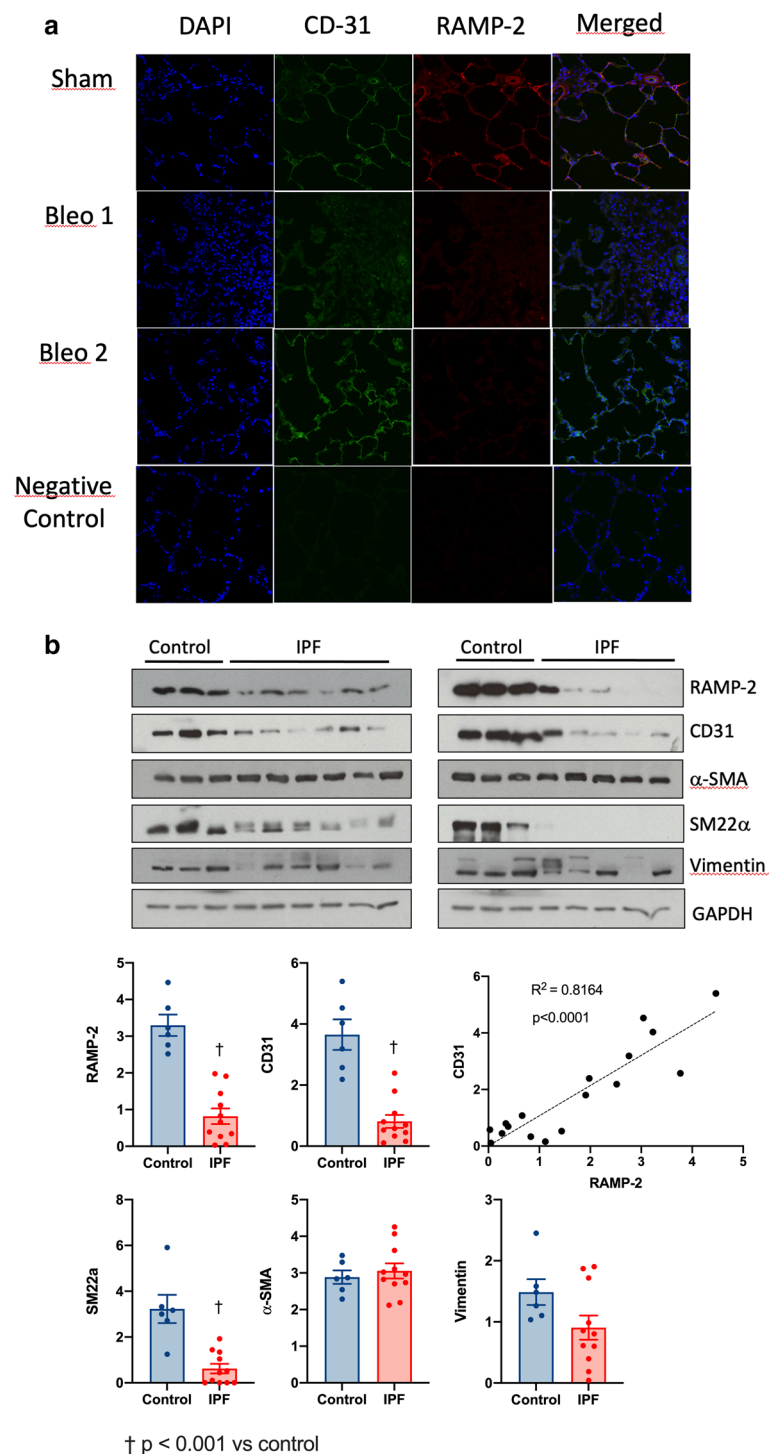 a
DAPI CD-31 RAMP-2 Merged
Sham
Bleo 1
Bleo 2
Negative
Control
b
Control IPF Control IPF
RAMP-2
CD31
α-SMA
SM22α
Vimentin
GAPDH
RAMP-2
5
4
3
2
1
0
Control IPF
†
CD31
6
4
2
0
Control IPF
†
CD31
6
4
2
0
R² = 0.8164
p<0.0001
0 1 2 3 4 5
RAMP-2
SM22a
8
6
4
2
0
Control IPF
†
α-SMA
5
4
3
2
1
0
Control IPF
Vimentin
3
2
1
0
Control IPF
† p < 0.001 vs control